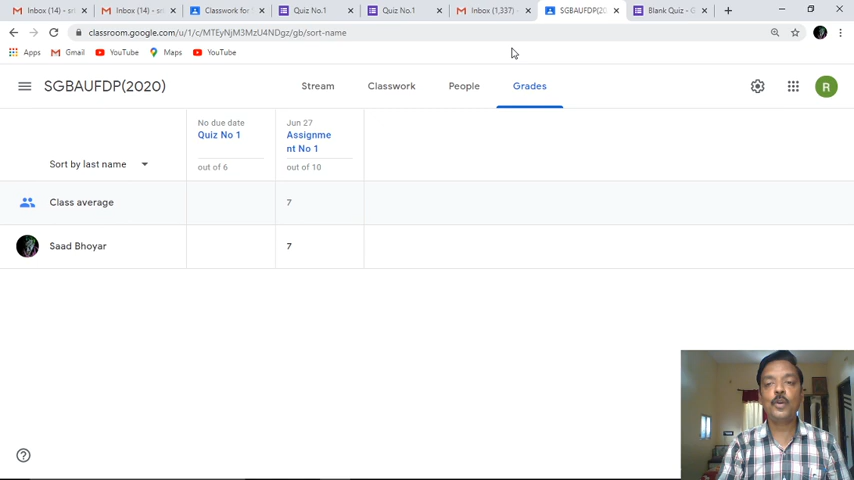 Inbox (14) - sr
Inbox (14) - sr
Classwork for
Quiz No.1
Quiz No.1
Inbox (1,337)
SGBAUFDP(20
Blank Quiz - G
classroom.google.com/u/1/c/MTEyNjM3MzU4NDgz/gb/sort-name
Apps
Gmail
YouTube
Maps
YouTube
SGBAUFDP(2020)
Stream
Classwork
People
Grades
R
No due date
Quiz No 1
out of 6
Jun 27
Assignme
nt No 1
out of 10
Sort by last name
Class average
7
Saad Bhoyar
7